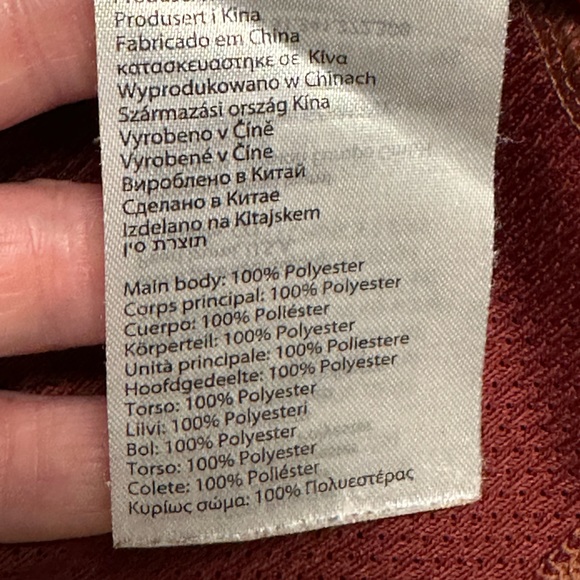 Produsert i Kina
Fabricado em China
κατασκευαστηκε σε Κίνα
Wyprodukowano w Chinach
Származási ország Kína
Vyrobeno v Číně
Vyrobené v Číne
Вироблено в Китай
Сделано в Китае
Izdelano na KItajskem
תוצרת סין
Main body: 100% Polyester
Corps principal: 100% Polyester
Cuerpo: 100% Poliéster
Körperteil: 100% Polyester
Unità principale: 100% Poliestere
Hoofdgedeelte: 100% Polyester
Torso: 100% Polyester
Liivi: 100% Polyesteri
Bol: 100% Polyester
Torso: 100% Polyester
Colete: 100% Poliéster
Κυρίως σώμα: 100% Πολυεστέρας